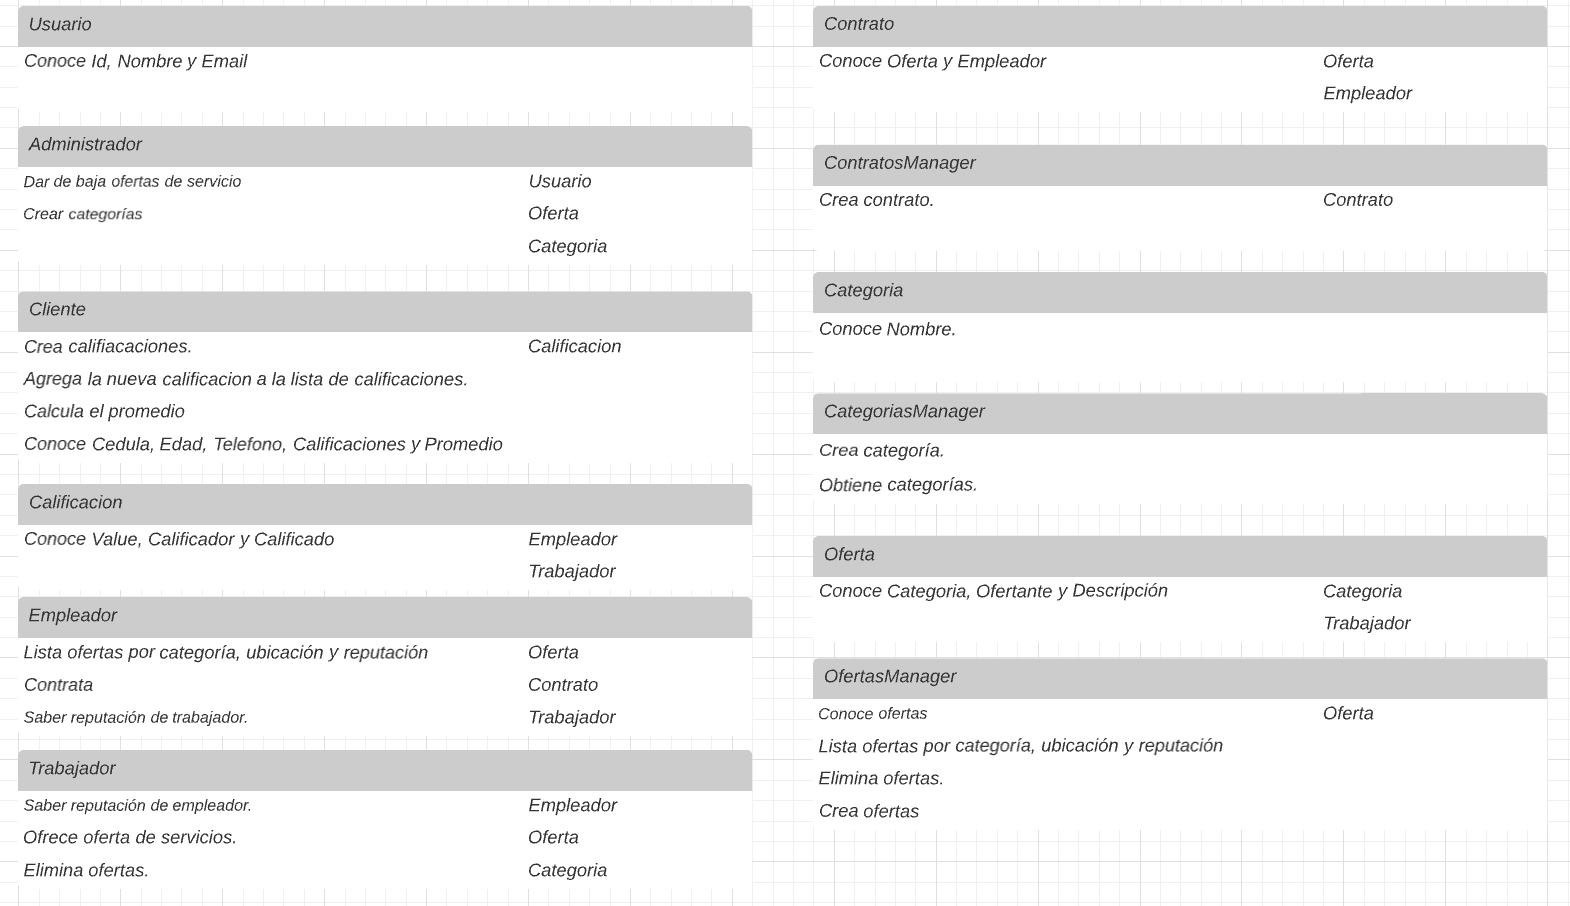 Usuario
Conoce Id, Nombre y Email
Administrador
Dar de baja ofertas de servicio
Usuario
Crear categorías
Oferta
Categoria
Cliente
Crea califiacaciones.
Calificacion
Agrega la nueva calificacion a la lista de calificaciones.
Calcula el promedio
Conoce Cedula, Edad, Telefono, Calificaciones y Promedio
Calificacion
Conoce Value, Calificador y Calificado
Empleador
Trabajador
Empleador
Lista ofertas por categoría, ubicación y reputación
Oferta
Contrata
Contrato
Saber reputación de trabajador.
Trabajador
Trabajador
Saber reputación de empleador.
Empleador
Ofrece oferta de servicios.
Oferta
Elimina ofertas.
Categoria
Contrato
Conoce Oferta y Empleador
Oferta
Empleador
ContratosManager
Crea contrato.
Contrato
Categoria
Conoce Nombre.
CategoriasManager
Crea categoría.
Obtiene categorías.
Oferta
Conoce Categoria, Ofertante y Descripción
Categoria
Trabajador
OfertasManager
Conoce ofertas
Oferta
Lista ofertas por categoría, ubicación y reputación
Elimina ofertas.
Crea ofertas